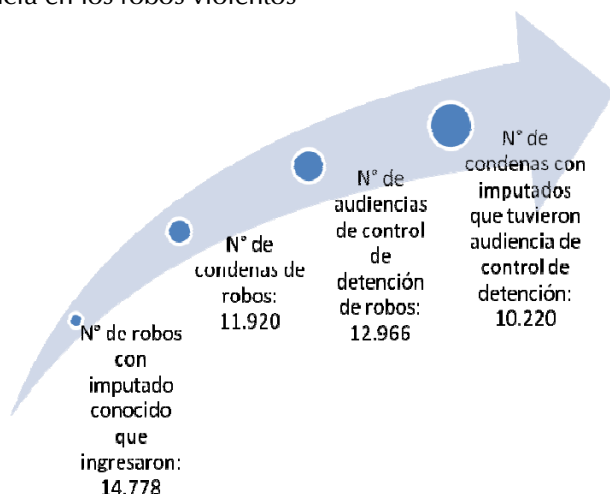 en los robos violentos
N° de robos
con
imputado
conocido
que
ingresaron:
14.778
N° de
condenas de
robos:
11.920
N° de
audiencias
de control
de
detención
de robos:
12.966
N° de
condenas con
imputados
que tuvieron
audiencia de
control de
detención:
10.220